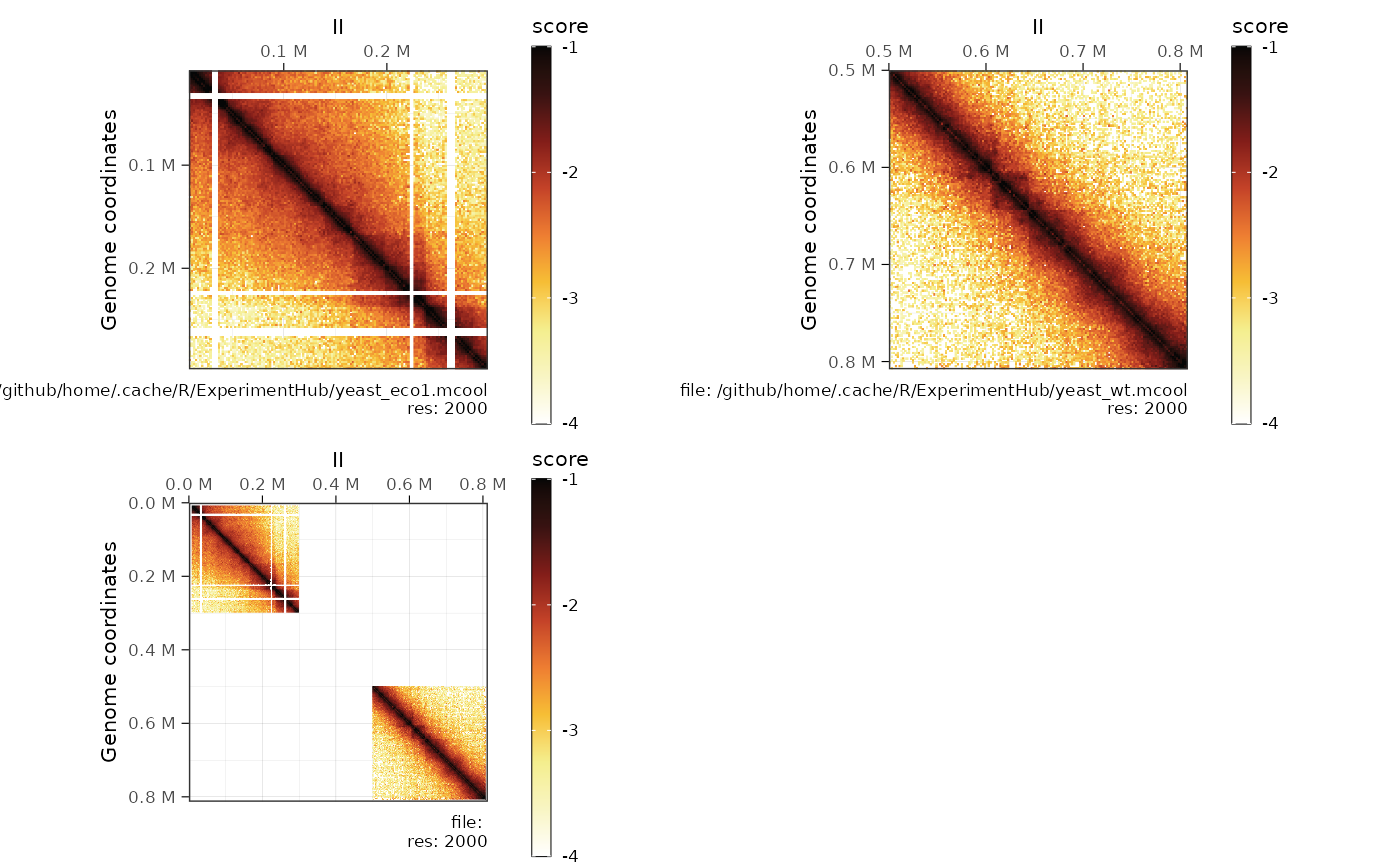 II
score
0.1 M 0.2 M
-1
-2
-3
-4
Genome coordinates
0.1 M
0.2 M
/github/home/.cache/R/ExperimentHub/yeast_eco1.mcool
res: 2000
II
score
0.5 M 0.6 M 0.7 M 0.8 M
-1
-2
-3
-4
Genome coordinates
0.5 M
0.6 M
0.7 M
0.8 M
file: /github/home/.cache/R/ExperimentHub/yeast_wt.mcool
res: 2000
II
score
0.0 M 0.2 M 0.4 M 0.6 M 0.8 M
-1
-2
-3
-4
Genome coordinates
0.0 M
0.2 M
0.4 M
0.6 M
0.8 M
file:
res: 2000